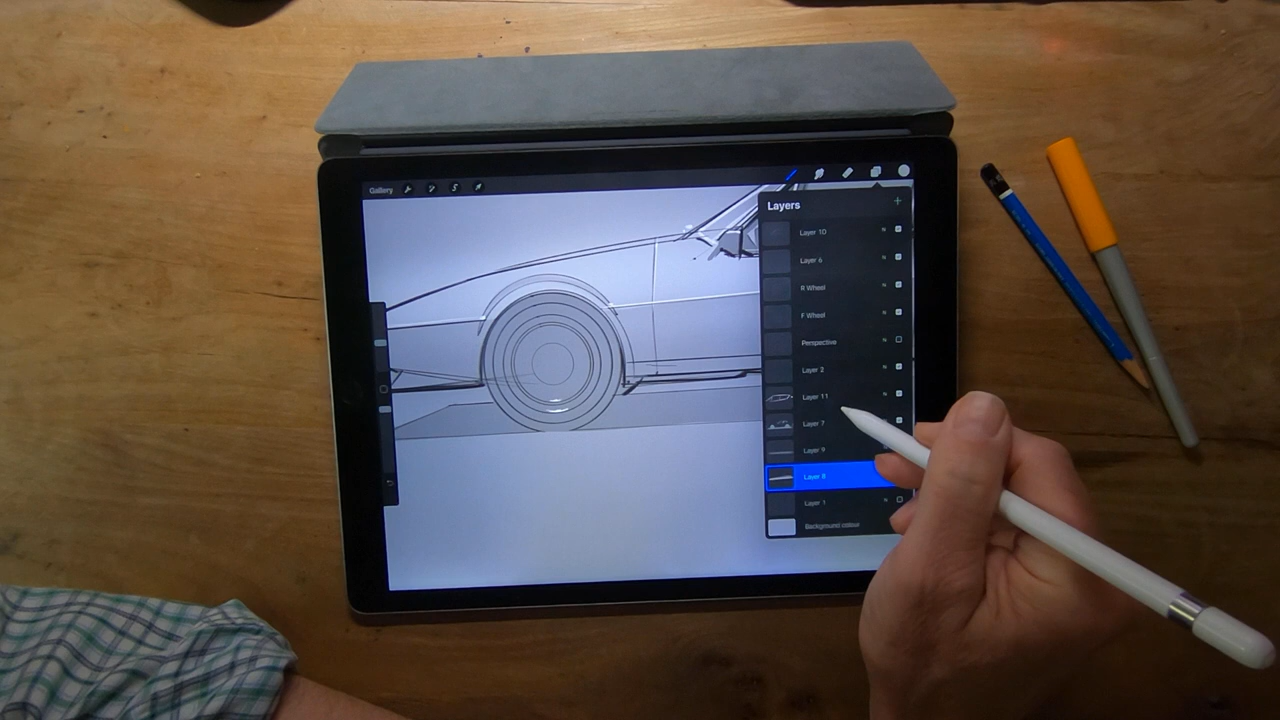 Gallery
Layers
Layer 10 N
Layer 6 N
R Wheel N
F Wheel N
Perspective N
Layer 2 N
Layer 11 N
Layer 7
Layer 9
Layer 8
Layer 1 N
Background colour